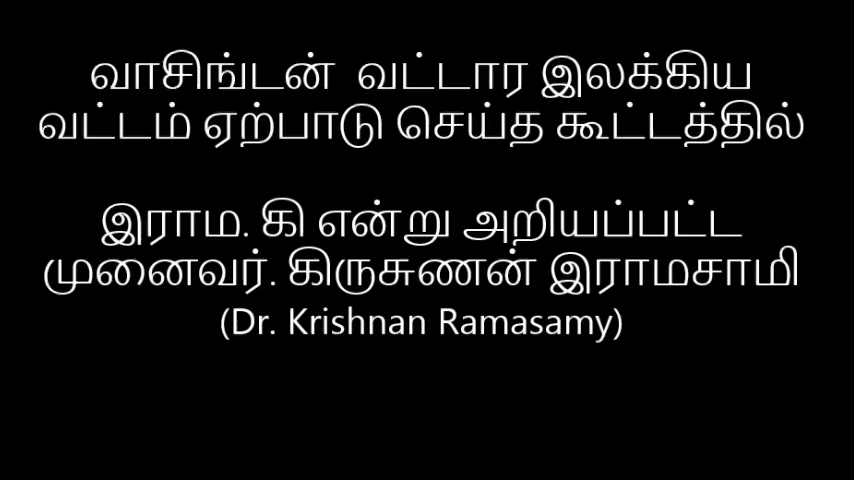 வாசிங்டன் வட்டார இலக்கிய
வட்டம் ஏற்பாடு செய்த கூட்டத்தில்
இராம. கி என்று அறியப்பட்ட
முனைவர். கிருசுணன் இராமசாமி
(Dr. Krishnan Ramasamy)